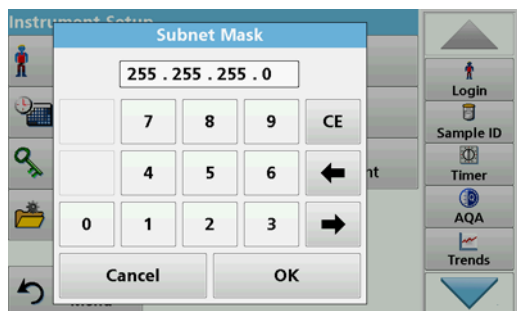 Instrument Setup
Subnet Mask
255 . 255 . 255 . 0
7 8 9 CE
4 5 6
0 1 2 3
Cancel OK
Login
Sample ID
Timer
AQA
Trends